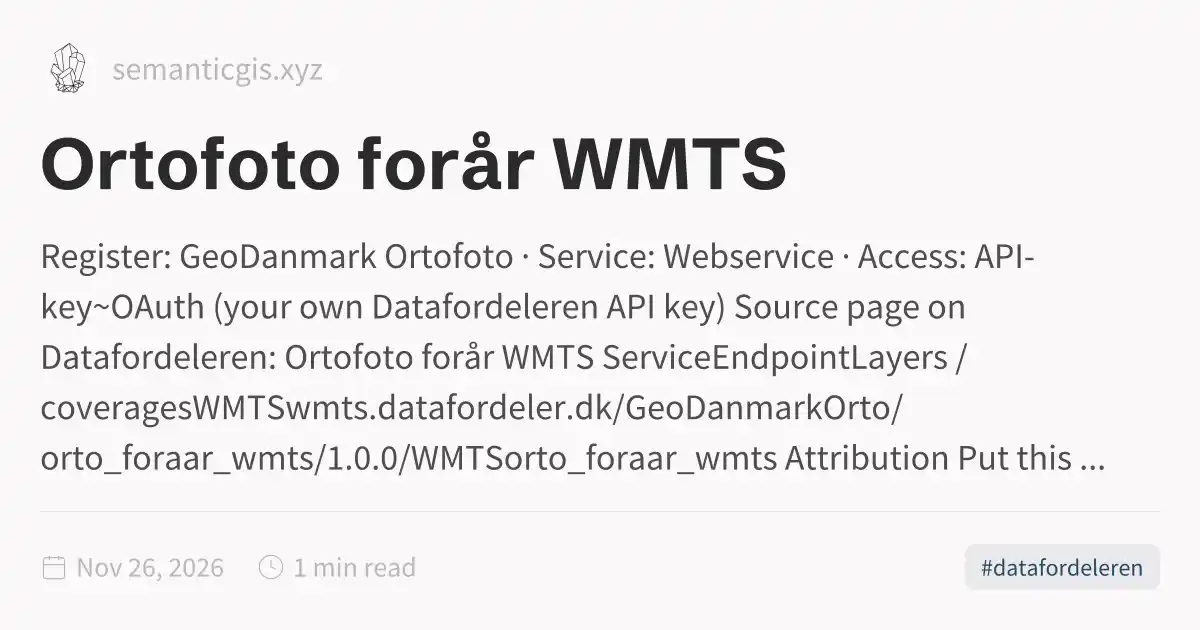 semanticgis.xyz
Ortofoto forår WMTS
Register: GeoDanmark Ortofoto · Service: Webservice · Access: API-
key~OAuth (your own Datafordeleren API key) Source page on
Datafordeleren: Ortofoto forår WMTS ServiceEndpointLayers /
coveragesWMTSwmts.datafordeler.dk/GeoDanmarkOrto/
orto_foraar_wmts/1.0.0/WMTSorto_foraar_wmts Attribution Put this ...
Nov 26, 2026 1 min read #datafordeleren